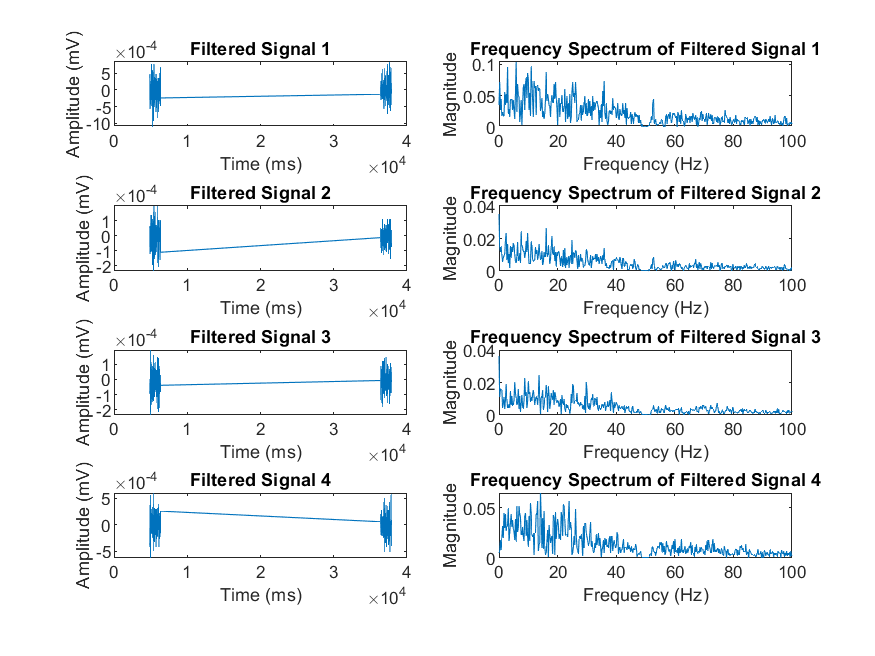 Filtered Signal 1
×10-4
Amplitude (mV)
5
0
-5
-10
0 1 2 3 4
Time (ms)
×10^4
Frequency Spectrum of Filtered Signal 1
Magnitude
0.1
0.05
0
0 20 40 60 80 100
Frequency (Hz)
Filtered Signal 2
×10-4
Amplitude (mV)
1
0
-1
-2
0 1 2 3 4
Time (ms)
×10^4
Frequency Spectrum of Filtered Signal 2
Magnitude
0.04
0.02
0
0 20 40 60 80 100
Frequency (Hz)
Filtered Signal 3
×10-4
Amplitude (mV)
1
0
-1
-2
0 1 2 3 4
Time (ms)
×10^4
Frequency Spectrum of Filtered Signal 3
Magnitude
0.04
0.02
0
0 20 40 60 80 100
Frequency (Hz)
Filtered Signal 4
×10-4
Amplitude (mV)
5
0
-5
0 1 2 3 4
Time (ms)
×10^4
Frequency Spectrum of Filtered Signal 4
Magnitude
0.05
0
0 20 40 60 80 100
Frequency (Hz)